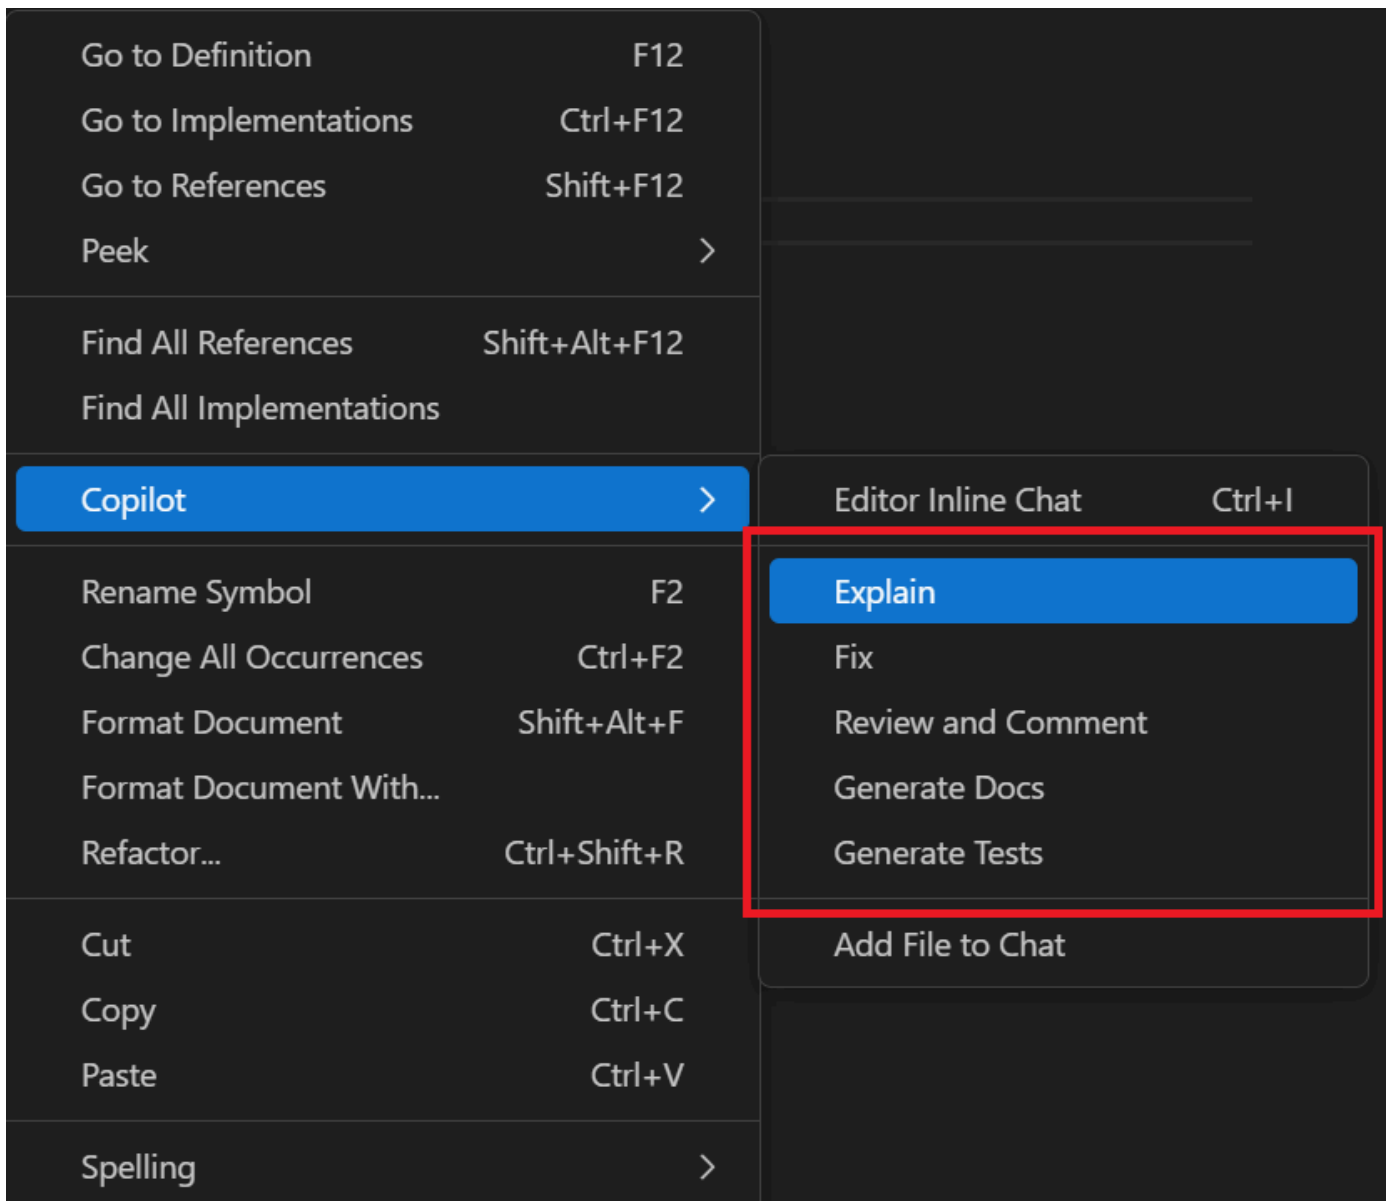 Go to Definition F12
Go to Implementations Ctrl+F12
Go to References Shift+F12
Peek
Find All References Shift+Alt+F12
Find All Implementations
Copilot
Rename Symbol F2
Change All Occurrences Ctrl+F2
Format Document Shift+Alt+F
Format Document With...
Refactor... Ctrl+Shift+R
Cut Ctrl+X
Copy Ctrl+C
Paste Ctrl+V
Spelling
Editor Inline Chat Ctrl+I
Explain
Fix
Review and Comment
Generate Docs
Generate Tests
Add File to Chat